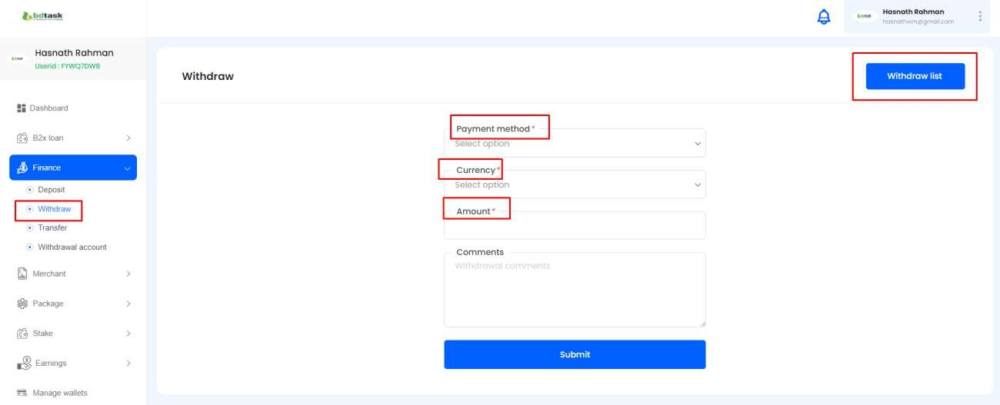 bdtask
Hasnath Rahman
hasnathwm@gmail.com
Hasnath Rahman
Userid : FYWQ7DWB
Dashboard
B2x loan
Finance
Deposit
Withdraw
Transfer
Withdrawal account
Merchant
Package
Stake
Earnings
Manage wallets
Withdraw
Withdraw list
Payment method *
Select option
Currency *
Select option
Amount *
Comments
Withdrawal comments
Submit